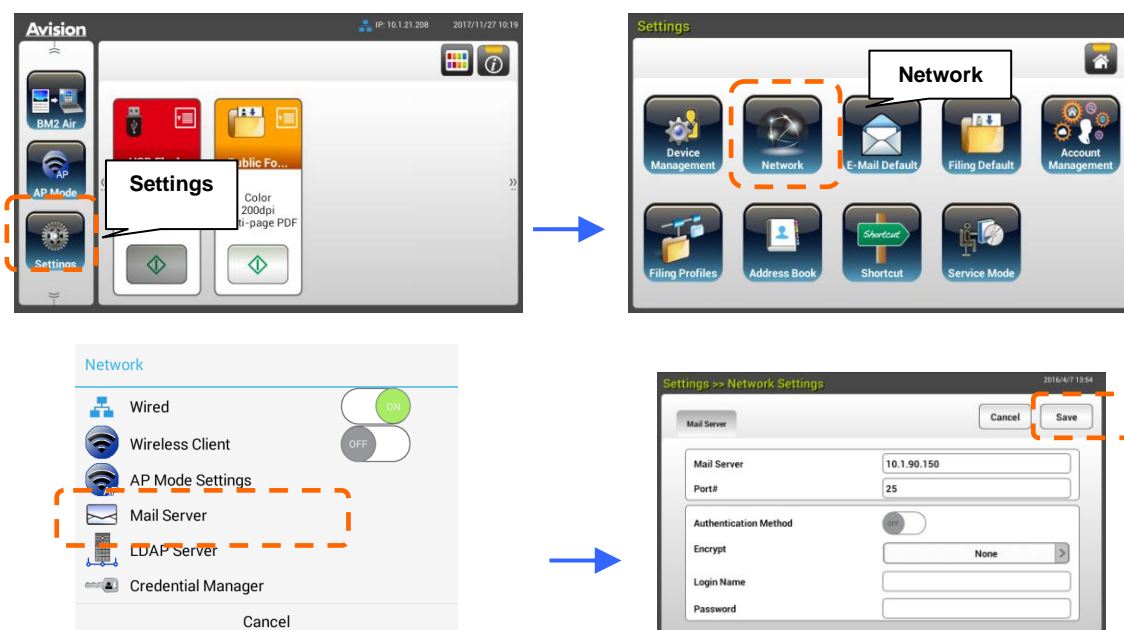 Avision
IP: 10.1.21.208
2017/11/27 10:19
BM2 Air
AP
AP Mode
Settings
Settings
Public Fo...
Color
200dpi
ti-page PDF
Settings
Network
Device
Management
Network
E-Mail Default
Filing Default
Account
Management
Filing Profiles
Address Book
Shortcut
Shortcut
Service Mode
Network
Wired
ON
Wireless Client
OFF
AP Mode Settings
Mail Server
LDAP Server
Credential Manager
Cancel
Settings >> Network Settings
2016/4/7 13:54
Mail Server
Cancel
Save
Mail Server
10.1.90.150
Port#
25
Authentication Method
OFF
Encrypt
None
Login Name
Password